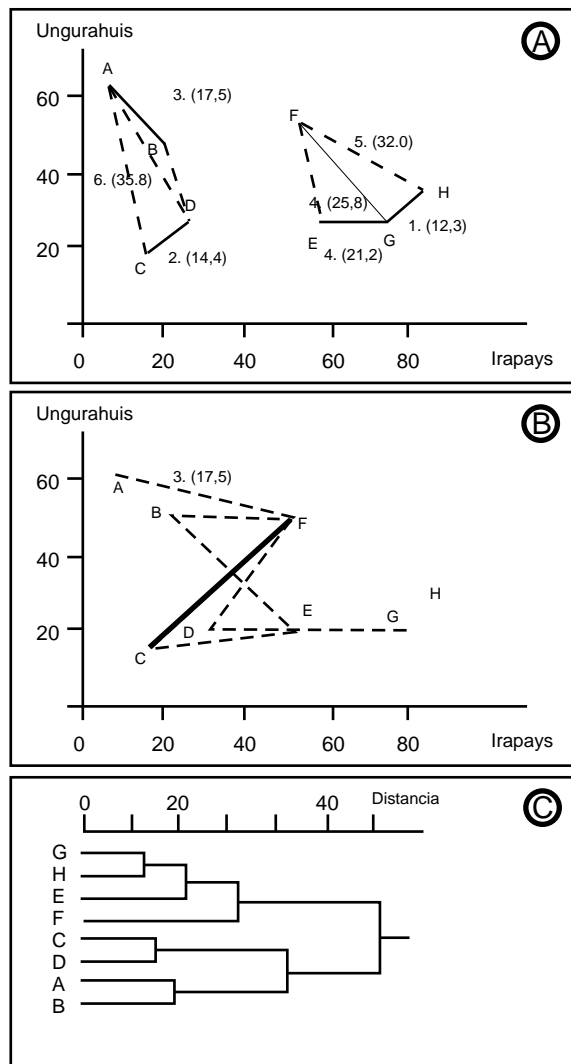 Ungurahuis
A
A
3. (17,5)
60
F
5. (32.0)
B
40
6. (35.8)
H
D
4. (25,8)
1. (12,3)
20
E
G
C
2. (14,4)
4. (21,2)
0 20 40 60 80 Irapays
Ungurahuis
B
60
3. (17,5)
A
B
F
40
H
E
G
20
D
C
0 20 40 80 Irapays
0 20 40 Distancia
C
G
H
E
F
C
D
A
B